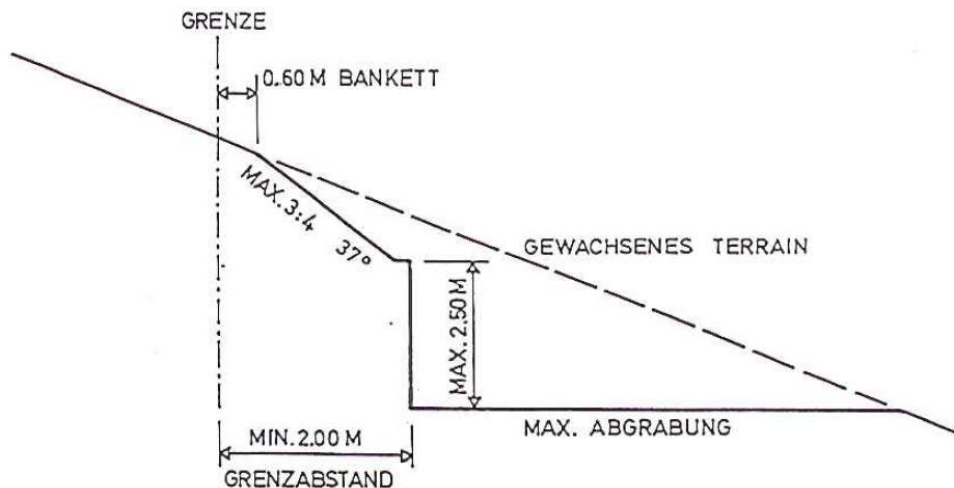 GRENZE
0.60 M BANKETT
MAX. 3:4 37°
GEWACHSENES TERRAIN
MAX. 2.50 M
MAX. ABGRABUNG
MIN. 2.00 M
GRENZABSTAND